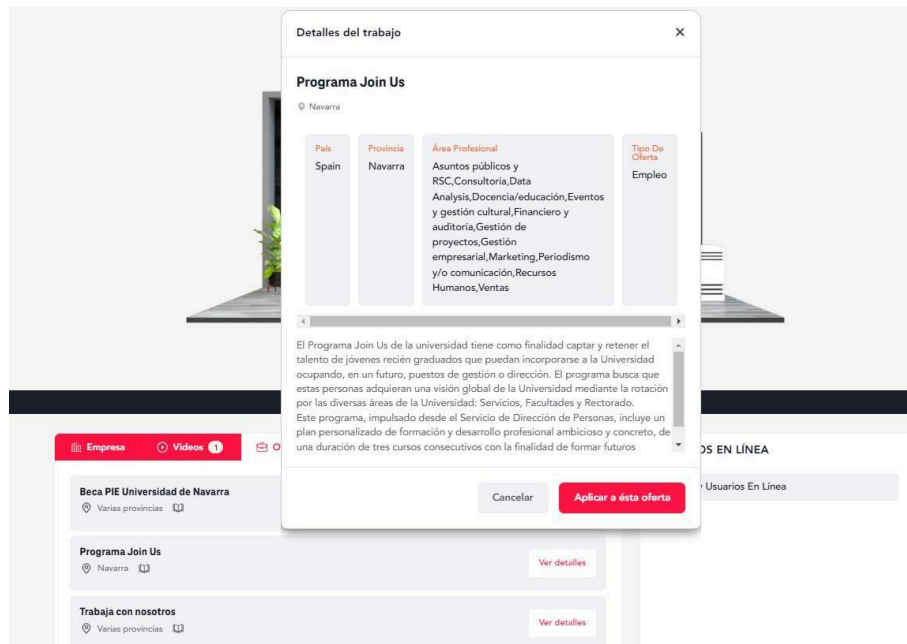 Detalles del trabajo
×
Programa Join Us
Navarra
País
Spain
Provincia
Navarra
Área Profesional
Asuntos públicos y
RSC,Consultoría,Data
Analysis,Docencia/educación,Eventos
y gestión cultural,Financiero y
auditoría,Gestión de
proyectos,Gestión
empresarial,Marketing,Periodismo
y/o comunicación,Recursos
Humanos,Ventas
Tipo De
Oferta
Empleo
El Programa Join Us de la universidad tiene como finalidad captar y retener el
talento de jóvenes recién graduados que puedan incorporarse a la Universidad
ocupando, en un futuro, puestos de gestión o dirección. El programa busca que
estas personas adquieran una visión global de la Universidad mediante la rotación
por las diversas áreas de la Universidad: Servicios, Facultades y Rectorado.
Este programa, impulsado desde el Servicio de Dirección de Personas, incluye un
plan personalizado de formación y desarrollo profesional ambicioso y concreto, de
una duración de tres cursos consecutivos con la finalidad de formar futuros
Cancelar
Aplicar a ésta oferta
Empresa
Videos 1
O
OS EN LÍNEA
Usuarios En Línea
Beca PIE Universidad de Navarra
Varias provincias
Programa Join Us
Navarra
Ver detalles
Trabaja con nosotros
Varias provincias
Ver detalles